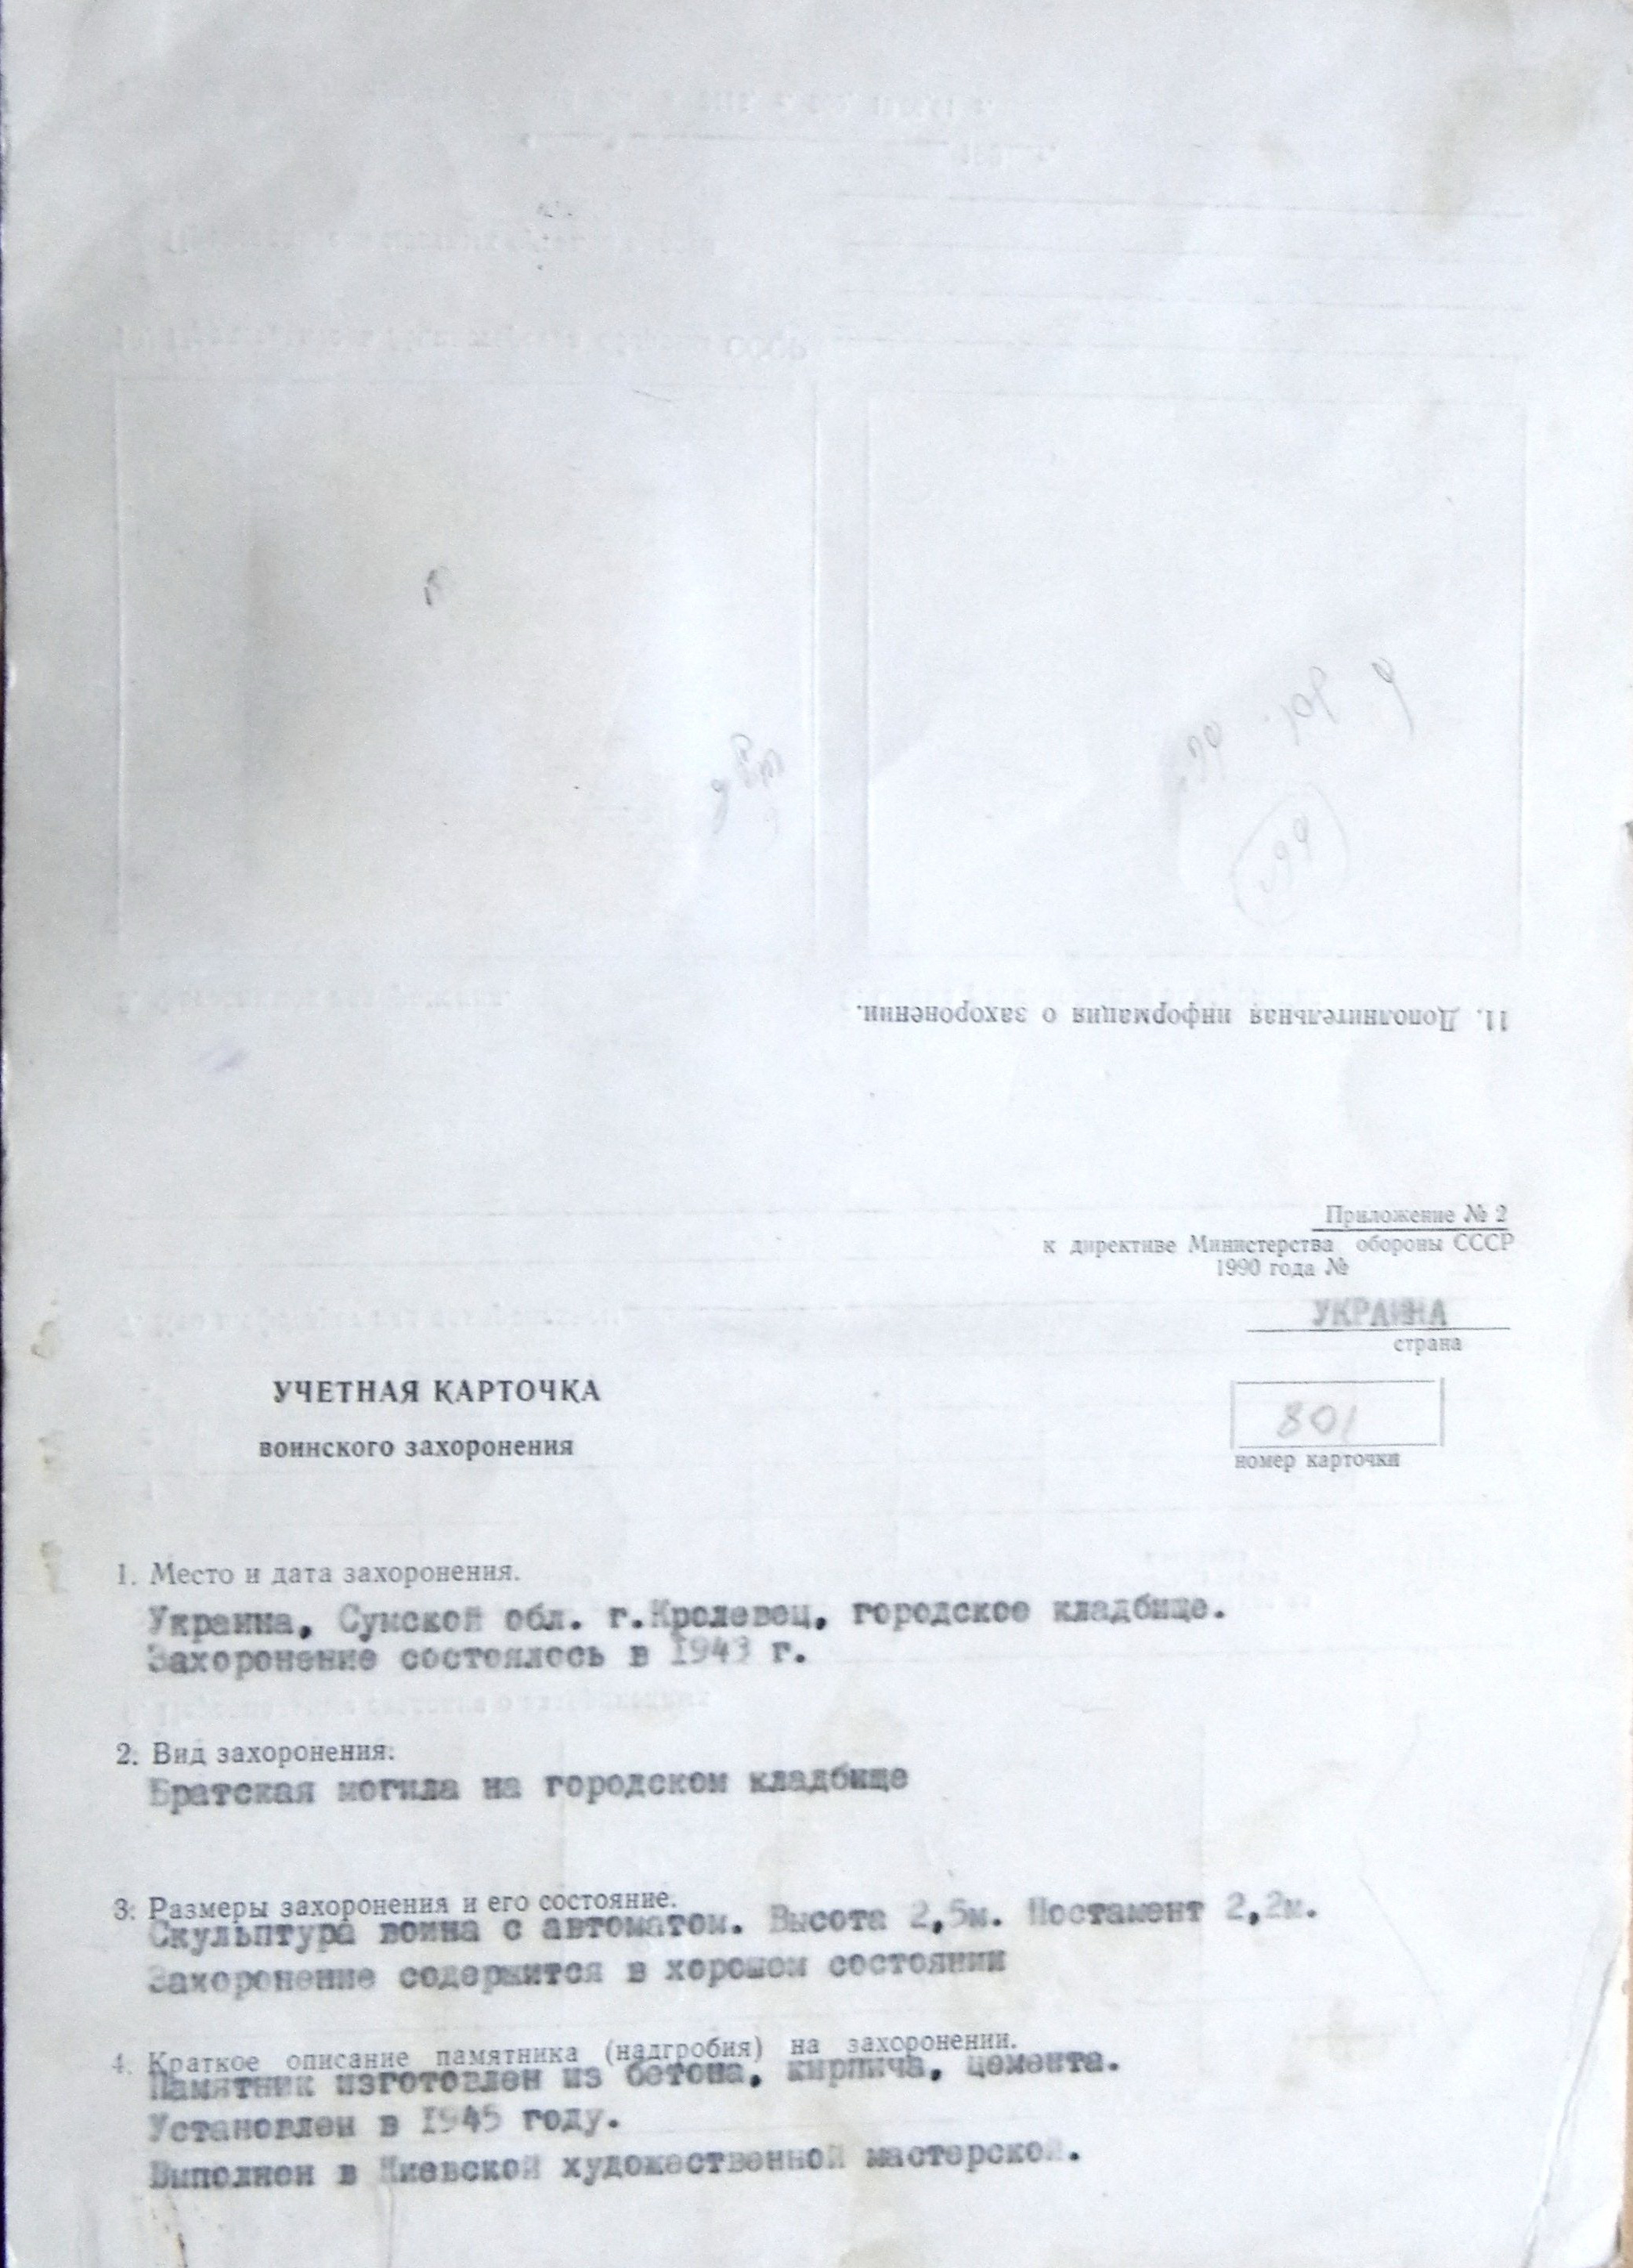 11. Дополнительная информация о захоронении.
Приложение № 2
к директиве Министерства обороны СССР
1990 года №
УКРАИНА
страна
УЧЕТНАЯ КАРТОЧКА
801
воинского захоронения
номер карточки
1. Место и дата захоронения.
Украина, Сумской обл. г.Кролевец, городское кладбище.
Захоронение состоялось в 1943 г.
2. Вид захоронения.
Братская могила на городском кладбище
3. Размеры захоронения и его состояние.
Скульптура воина с автоматом. Высота 2,5м. Постамент 2,2м.
Захоронение содержится в хорошем состоянии
4. Краткое описание памятника (надгробия) на захоронении.
Памятник изготовлен из бетона, кирпича, цемента.
Установлен в 1945 году.
Выполнен в Киевской художественной мастерской.